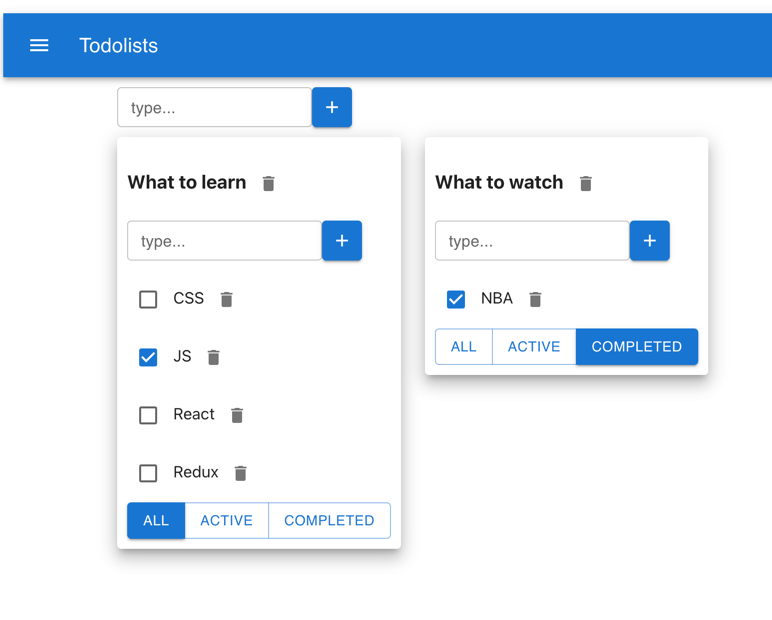 Todolists
type...
What to learn
type...
CSS
JS
React
Redux
ALL ACTIVE COMPLETED
What to watch
type...
NBA
ALL ACTIVE COMPLETED